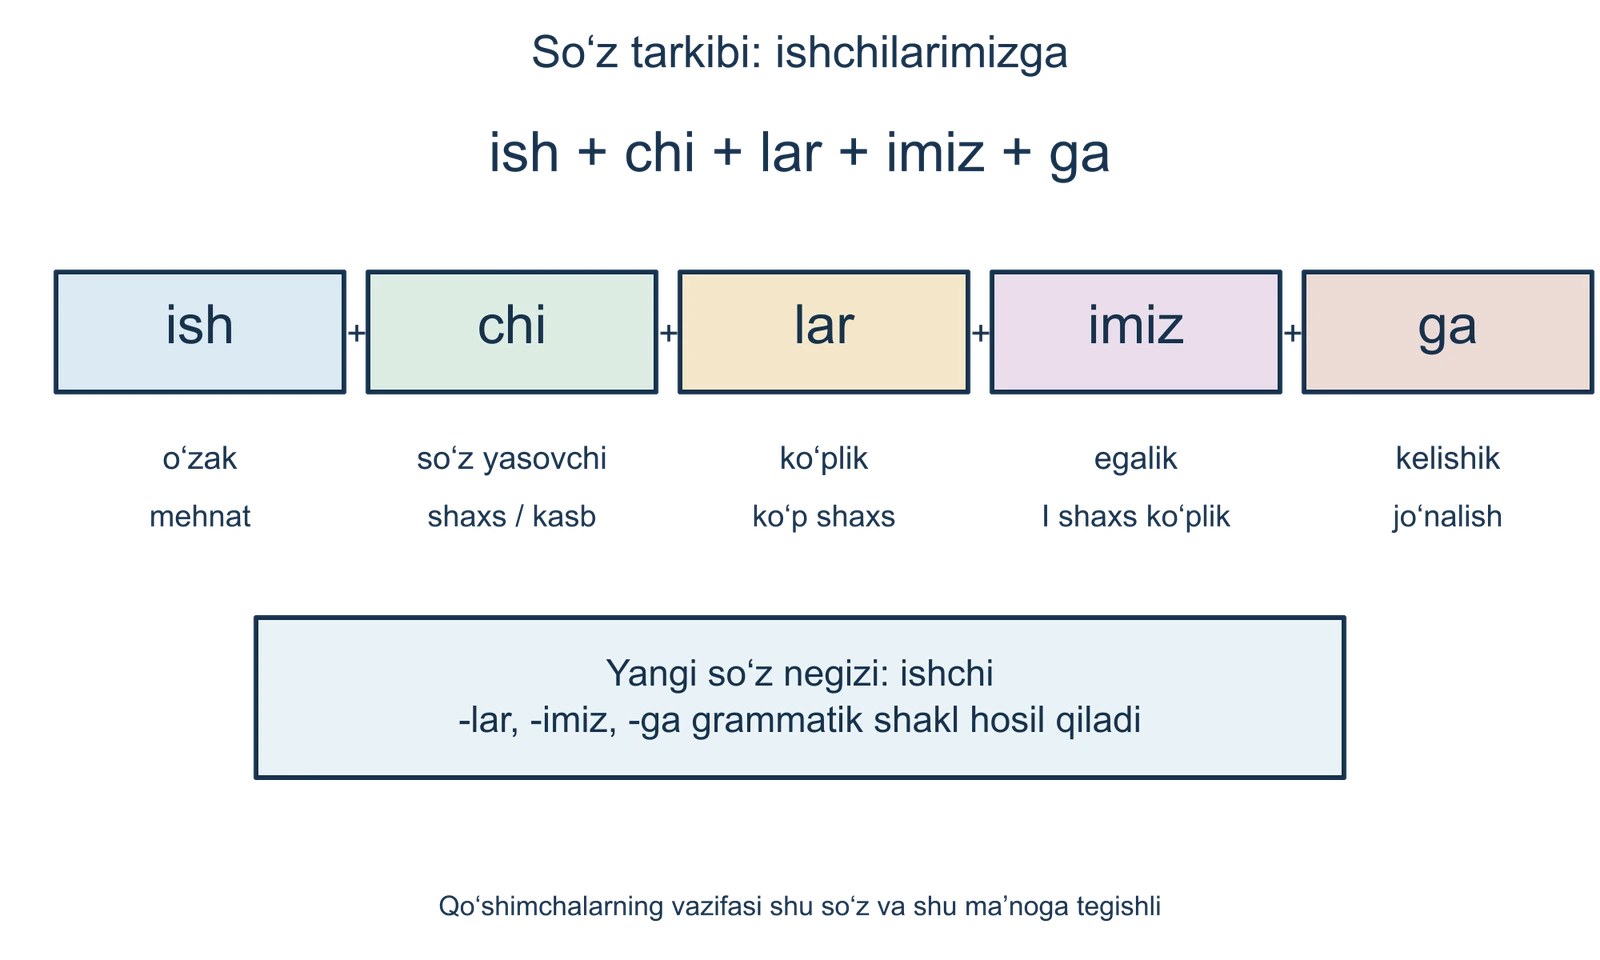 So‘z tarkibi: ishchilarimizga
ish + chi + lar + imiz + ga
ish + chi + lar + imiz + ga
o‘zak so‘z yasovchi ko‘plik egalik kelishik
mehnat shaxs / kasb ko‘p shaxs I shaxs ko‘plik jo‘nalish
Yangi so‘z negizi: ishchi
-lar, -imiz, -ga grammatik shakl hosil qiladi
Qo‘shimchalarning vazifasi shu so‘z va shu ma’noga tegishli